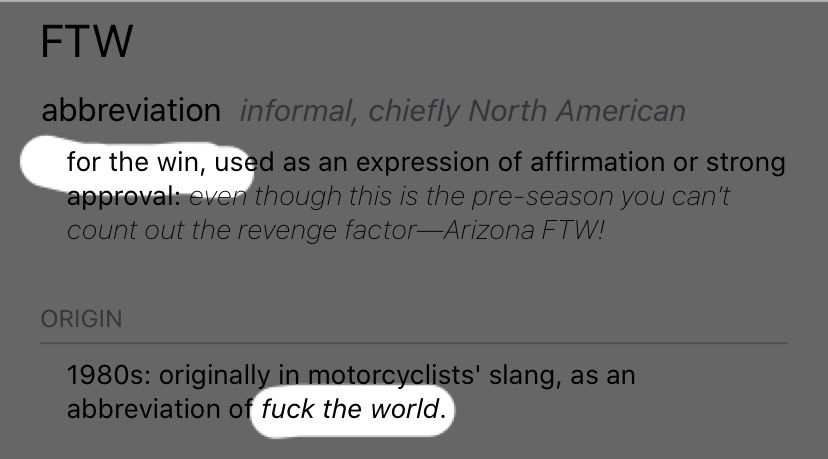 FTW
abbreviation informal, chiefly North American
for the win, used as an expression of affirmation or strong
approval: even though this is the pre-season you can't
count out the revenge factor—Arizona FTW!
ORIGIN
1980s: originally in motorcyclists' slang, as an
abbreviation of fuck the world.